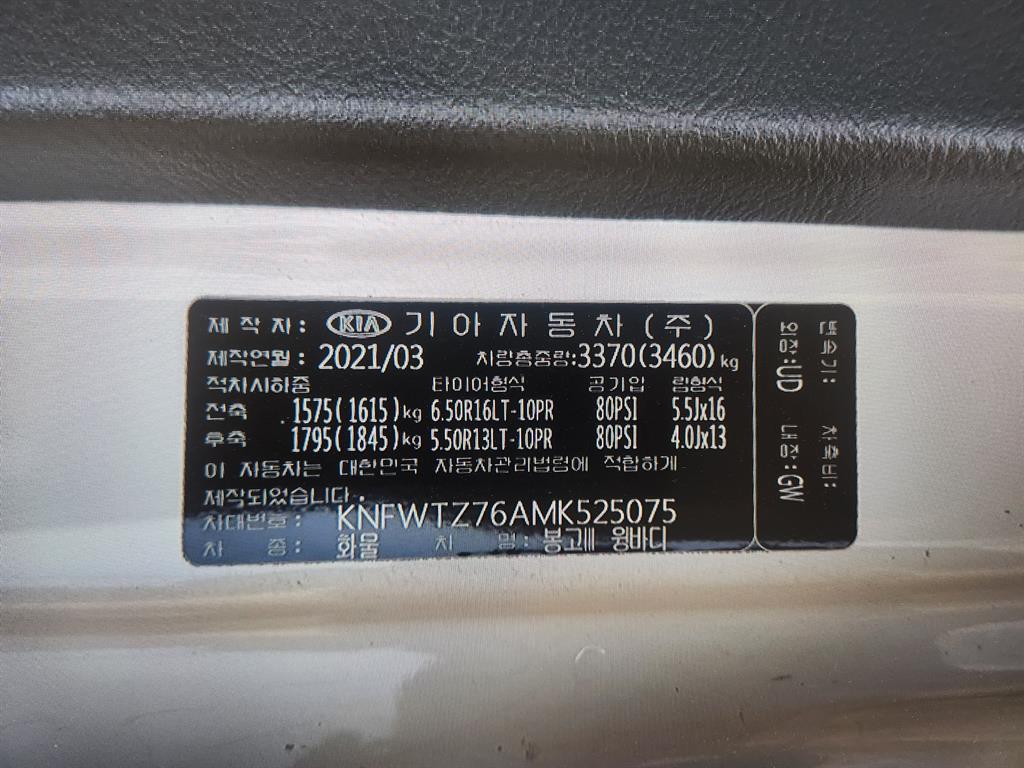 제 작 자: KIA 기아자동차(주)
제작연월: 2021/03 차량총중량:3370(3460)kg
적차시하중 타이어형식 공기압 림형식
전축 1575(1615)kg 6.50R16LT-10PR 80PSI 5.5Jx16
후축 1795(1845)kg 5.50R13LT-10PR 80PSI 4.0Jx13
이 자동차는 대한민국 자동차관리법령에 적합하게
제작되었습니다.
차대번호: KNFWTZ76AMK525075
차 종: 화물 차 명: 봉고Ⅲ 윙바디
변속기: 차축비:
외장:UD 내장:GW